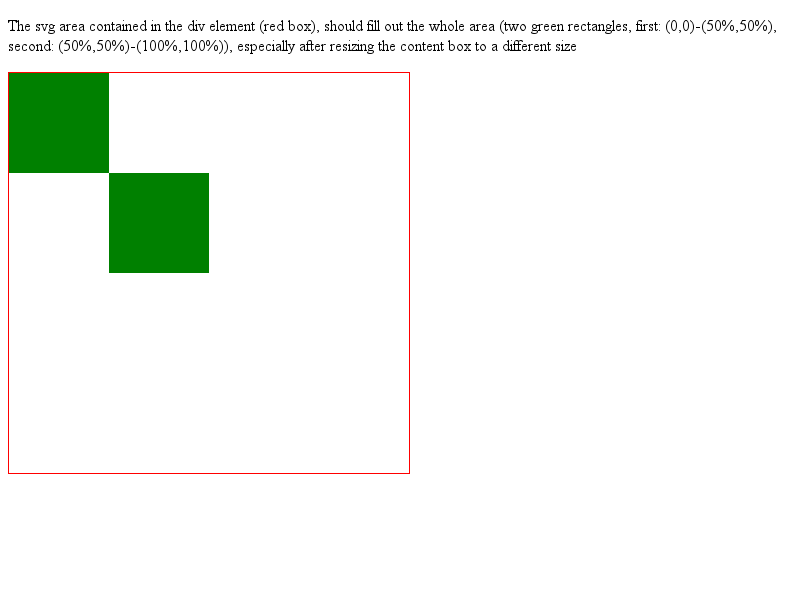 The svg area contained in the div element (red box), should fill out the whole area (two green rectangles, first: (0,0)-(50%,50%),
second: (50%,50%)-(100%,100%)), especially after resizing the content box to a different size